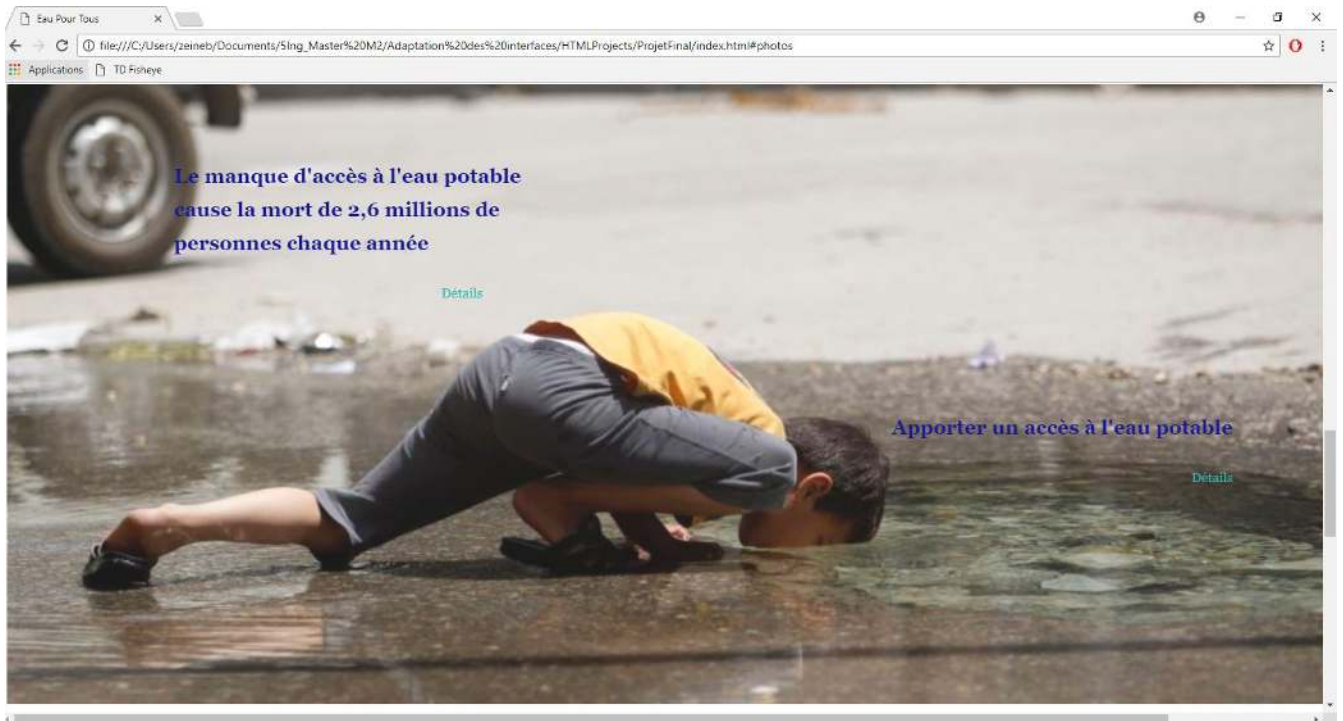 Eau Pour Tous
file:///C:/Users/zeineb/Documents/5Ing_Master%20M2/Adaptation%20des%20interfaces/HTMLProjects/ProjetFinal/index.html#photos
Applications TD Fisheye
Le manque d'accès à l'eau potable
cause la mort de 2,6 millions de
personnes chaque année
Détails
Apporter un accès à l'eau potable
Détails